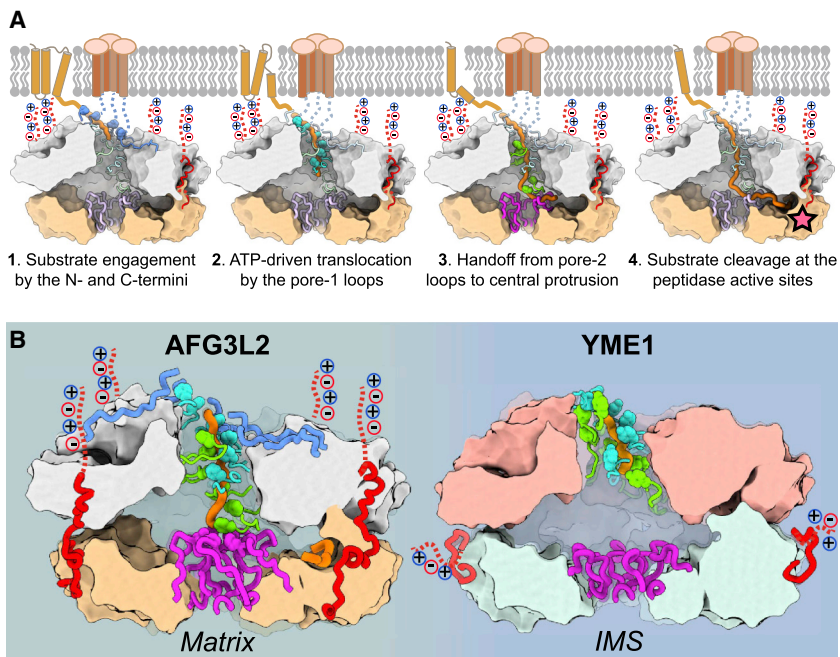 A
1. Substrate engagement
by the N- and C-termini
2. ATP-driven translocation
by the pore-1 loops
3. Handoff from pore-2
loops to central protrusion
4. Substrate cleavage at the
peptidase active sites
B
AFG3L2
YME1
Matrix
IMS